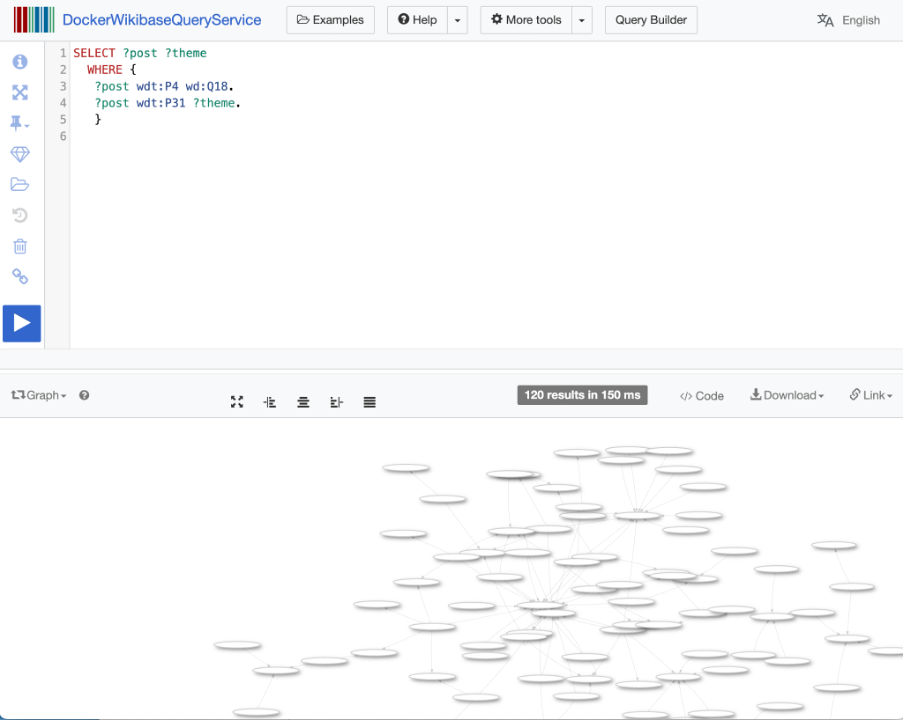 DockerWikibaseQueryService Examples Help More tools Query Builder English
1 SELECT ?post ?theme
2 WHERE {
3 ?post wdt:P4 wd:Q18.
4 ?post wdt:P31 ?theme.
5 }
6
Graph 120 results in 150 ms </> Code Download Link